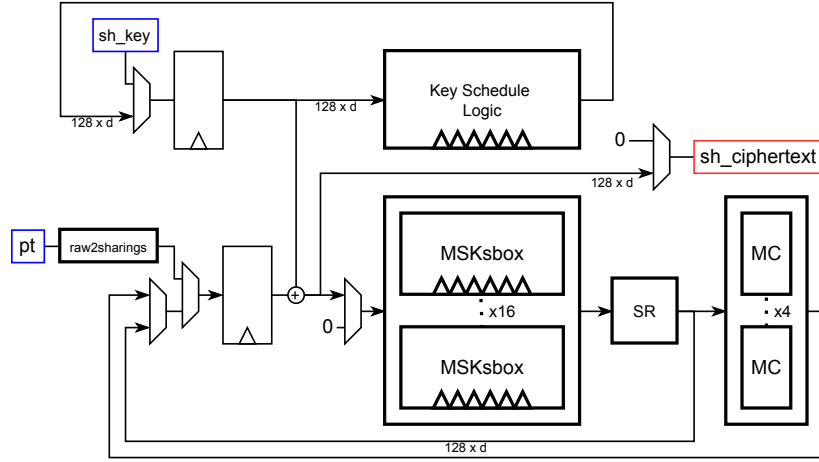 sh_key
128 x d
128 x d
Key Schedule
Logic
0
128 x d
sh_ciphertext
pt
raw2sharings
+
0
MSKsbox
x16
MSKsbox
SR
MC
x4
MC
128 x d